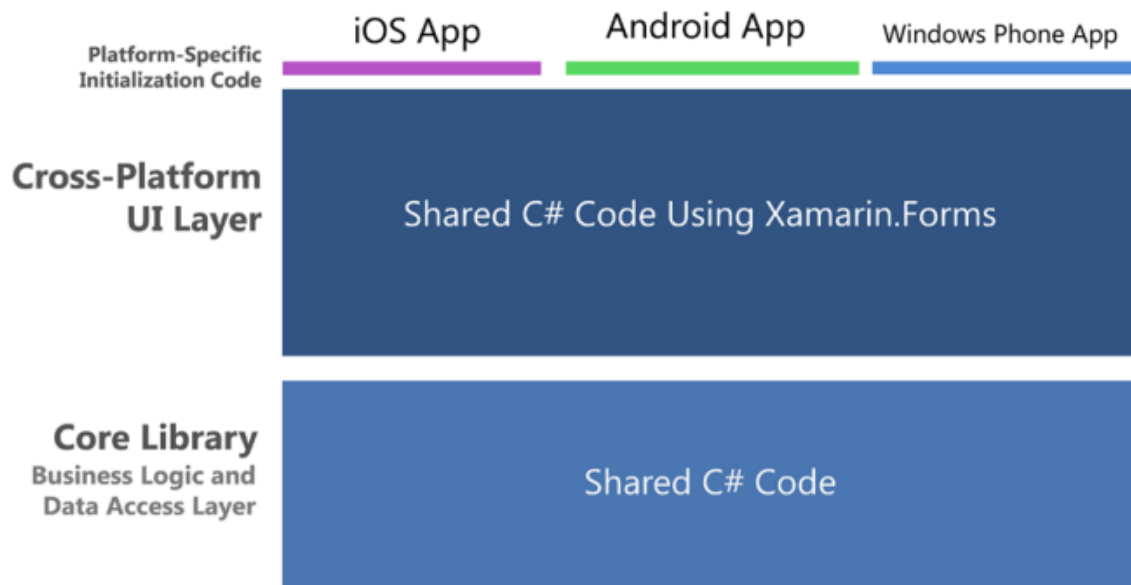 iOS App
Android App
Windows Phone App
Platform-Specific
Initialization Code
Cross-Platform
UI Layer
Shared C# Code Using Xamarin.Forms
Core Library
Business Logic and
Data Access Layer
Shared C# Code